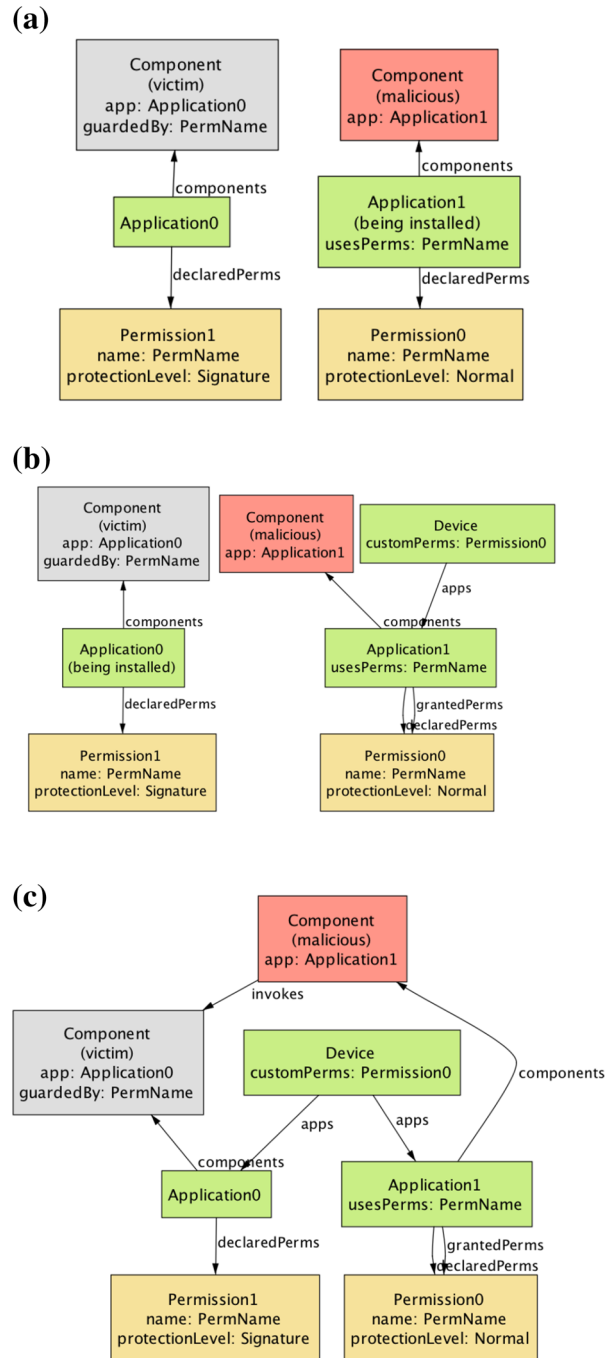 (a)
Component
(victim)
app: Application0
guardedBy: PermName
Component
(malicious)
app: Application1
components
components
Application0
Application1
(being installed)
usesPerms: PermName
declaredPerms
declaredPerms
Permission1
name: PermName
protectionLevel: Signature
Permission0
name: PermName
protectionLevel: Normal
(b)
Component
(victim)
app: Application0
guardedBy: PermName
Component
(malicious)
app: Application1
Device
customPerms: Permission0
apps
components
components
Application0
(being installed)
Application1
usesPerms: PermName
declaredPerms
grantedPerms
declaredPerms
Permission1
name: PermName
protectionLevel: Signature
Permission0
name: PermName
protectionLevel: Normal
(c)
Component
(malicious)
app: Application1
invokes
Component
(victim)
app: Application0
guardedBy: PermName
Device
customPerms: Permission0
components
apps
apps
components
Application0
Application1
usesPerms: PermName
declaredPerms
grantedPerms
declaredPerms
Permission1
name: PermName
protectionLevel: Signature
Permission0
name: PermName
protectionLevel: Normal